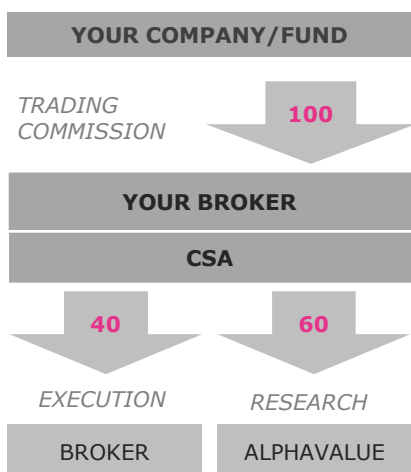 YOUR COMPANY/FUND
TRADING
COMMISSION
100
YOUR BROKER
CSA
40
60
EXECUTION
RESEARCH
BROKER
ALPHAVALUE